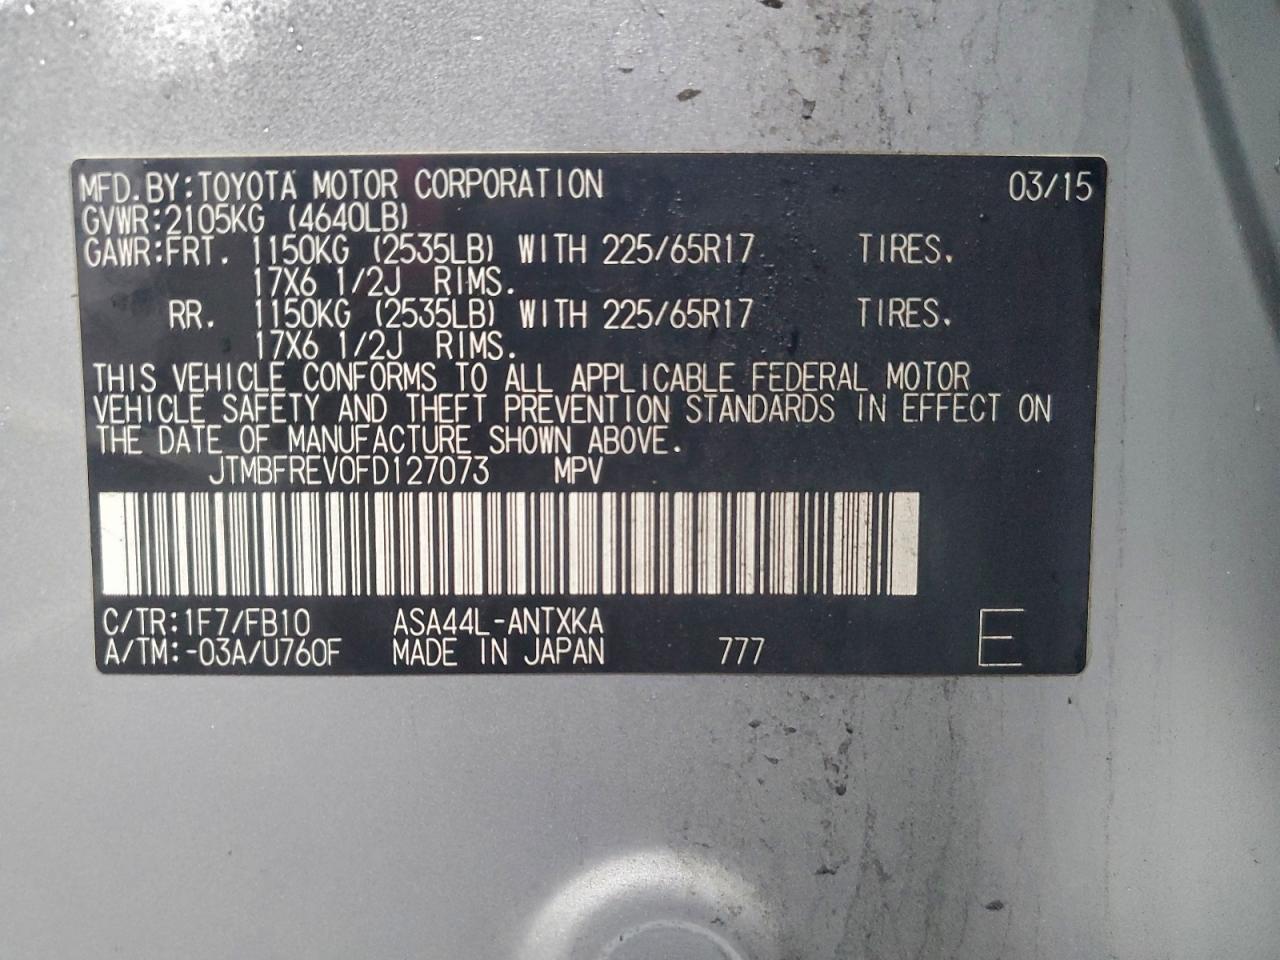 MFD.BY:TOYOTA MOTOR CORPORATION 03/15
GVWR:2105KG (4640LB)
GAWR:FRT. 1150KG (2535LB) WITH 225/65R17 TIRES.
17X6 1/2J RIMS.
RR. 1150KG (2535LB) WITH 225/65R17 TIRES.
17X6 1/2J RIMS.
THIS VEHICLE CONFORMS TO ALL APPLICABLE FEDERAL MOTOR
VEHICLE SAFETY AND THEFT PREVENTION STANDARDS IN EFFECT ON
THE DATE OF MANUFACTURE SHOWN ABOVE.
JTMBFREV0FD127073 MPV
C/TR:1F7/FB10 ASA44L-ANTXKA
A/TM:-03A/U760F MADE IN JAPAN 777 E